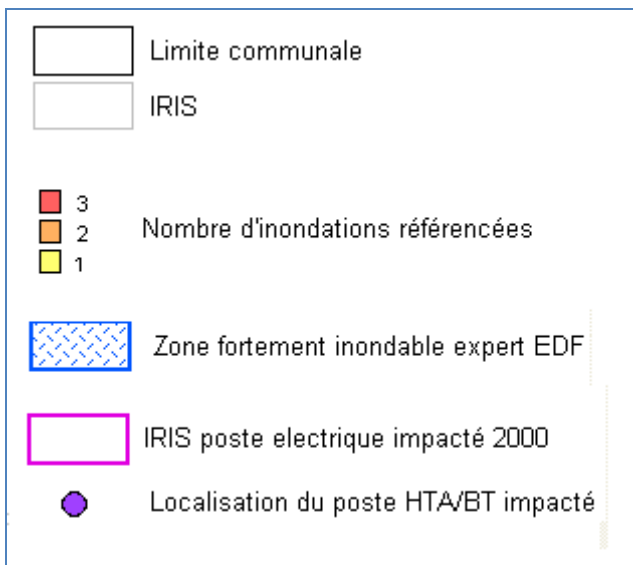 Limite communale
IRIS
3
2
1
Nombre d'inondations référencées
Zone fortement inondable expert EDF
IRIS poste electrique impacté 2000
Localisation du poste HTA/BT impacté